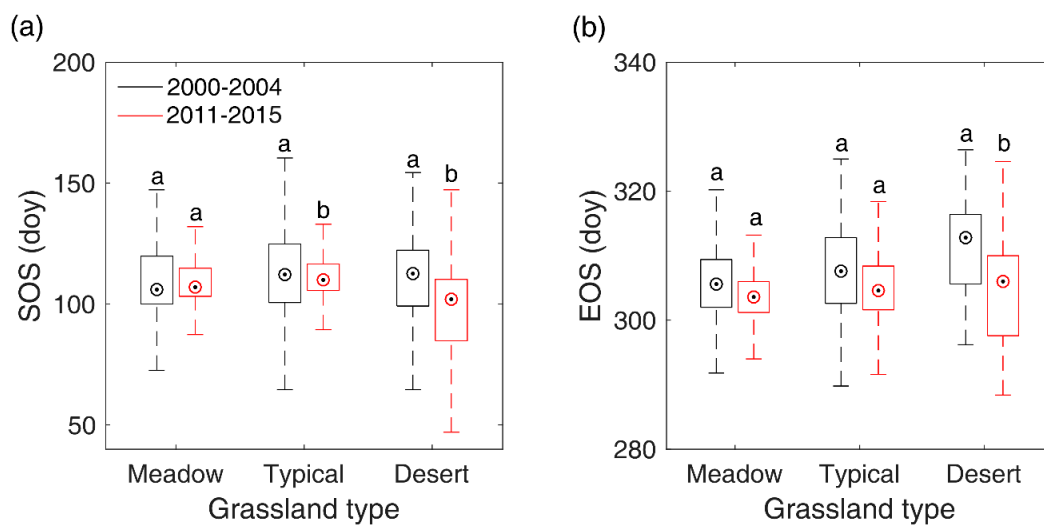 (a)
SOS (doy)
200
150
100
50
2000-2004
2011-2015
a
a
a
b
a
b
Meadow
Typical
Desert
Grassland type
(b)
EOS (doy)
340
320
300
280
a
a
a
a
a
b
Meadow
Typical
Desert
Grassland type